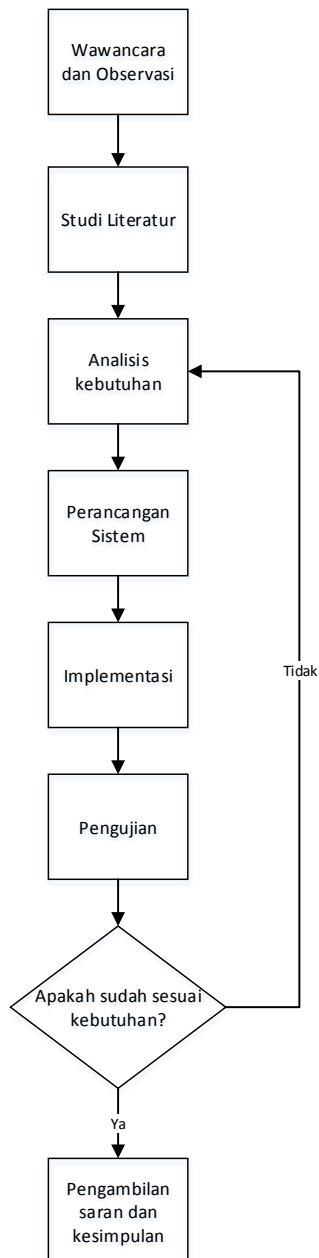 Wawancara
dan Observasi
Studi Literatur
Analisis
kebutuhan
Perancangan
Sistem
Implementasi
Tidak
Pengujian
Apakah sudah sesuai
kebutuhan?
Ya
Pengambilan
saran dan
kesimpulan